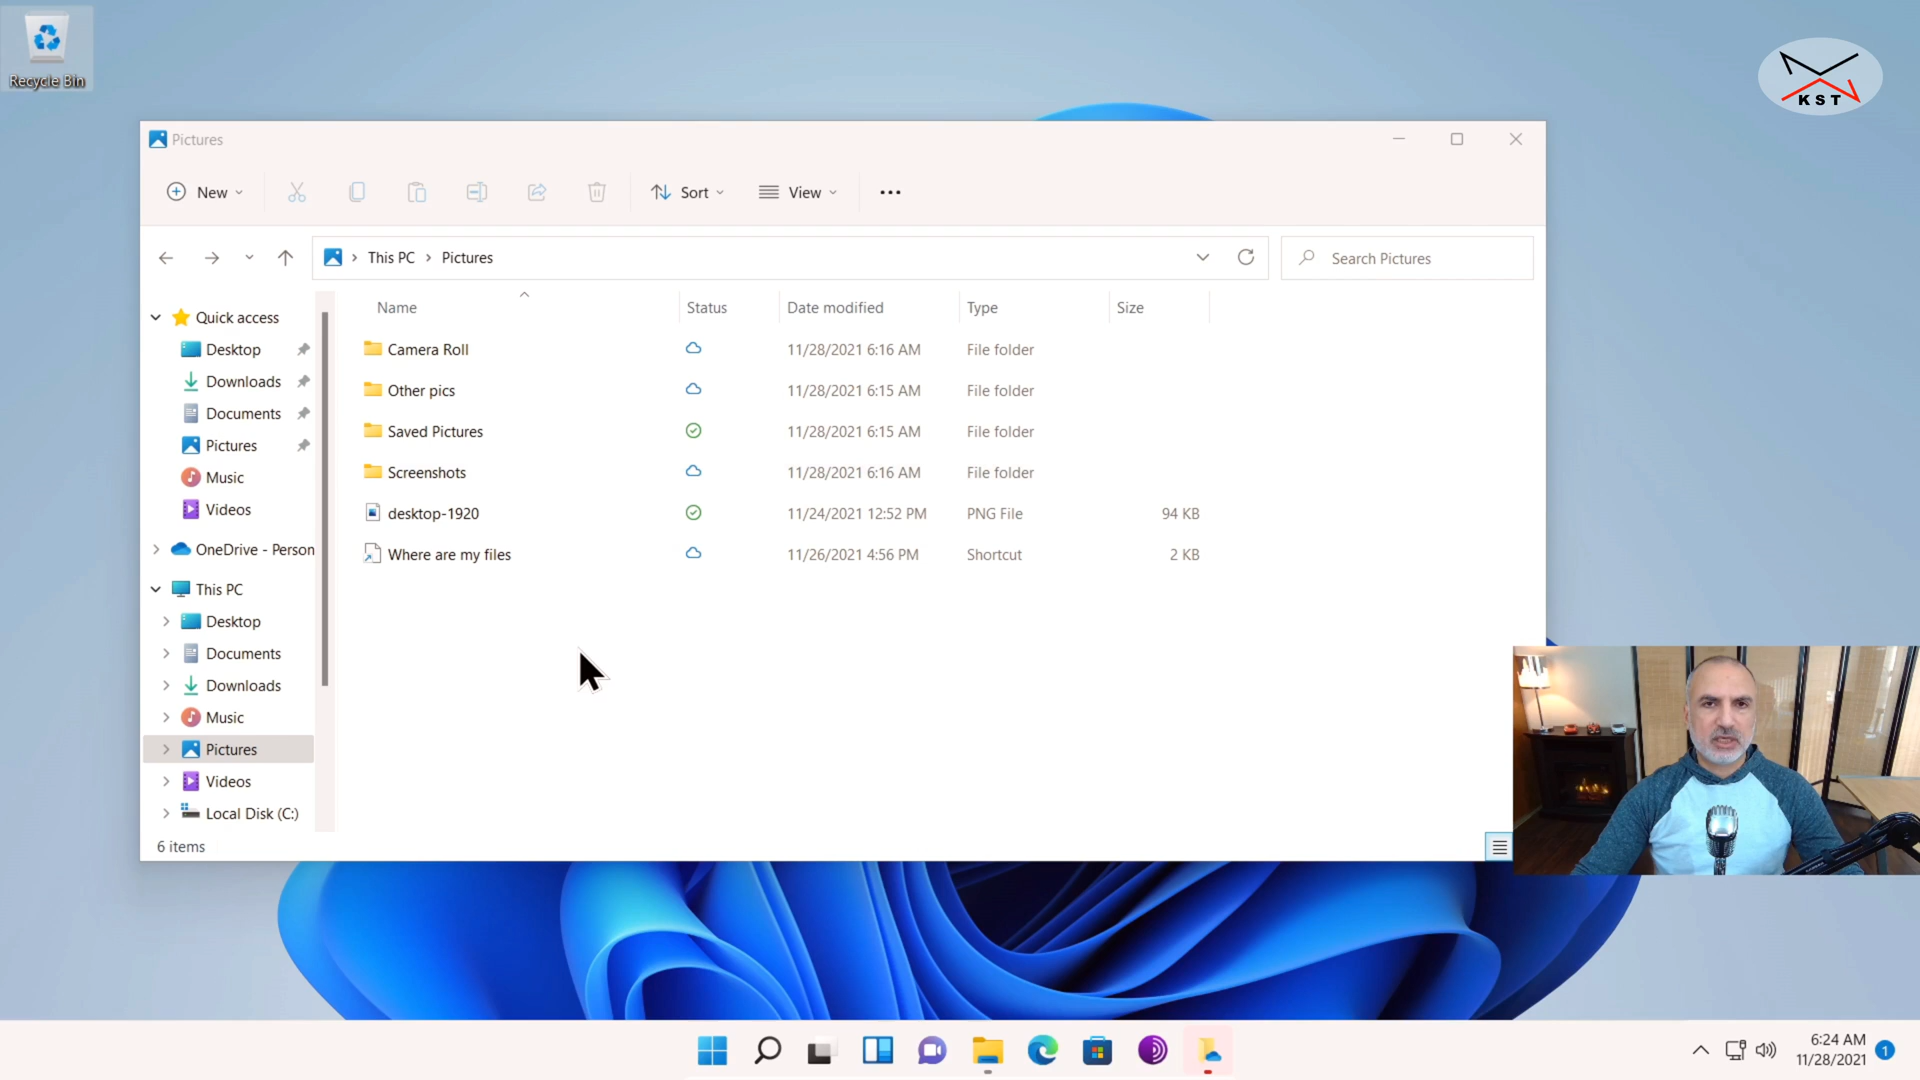 Recycle Bin
KST
Pictures
New
Sort
View
This PC
Pictures
Search Pictures
Name
Status
Date modified
Type
Size
Quick access
Desktop
Downloads
Documents
Pictures
Music
Videos
OneDrive - Person
This PC
Desktop
Documents
Downloads
Music
Pictures
Videos
Local Disk (C:)
Camera Roll 11/28/2021 6:16 AM File folder
Other pics 11/28/2021 6:15 AM File folder
Saved Pictures 11/28/2021 6:15 AM File folder
Screenshots 11/28/2021 6:16 AM File folder
desktop-1920 11/24/2021 12:52 PM PNG File 94 KB
Where are my files 11/26/2021 4:56 PM Shortcut 2 KB
6 items
6:24 AM
11/28/2021
1